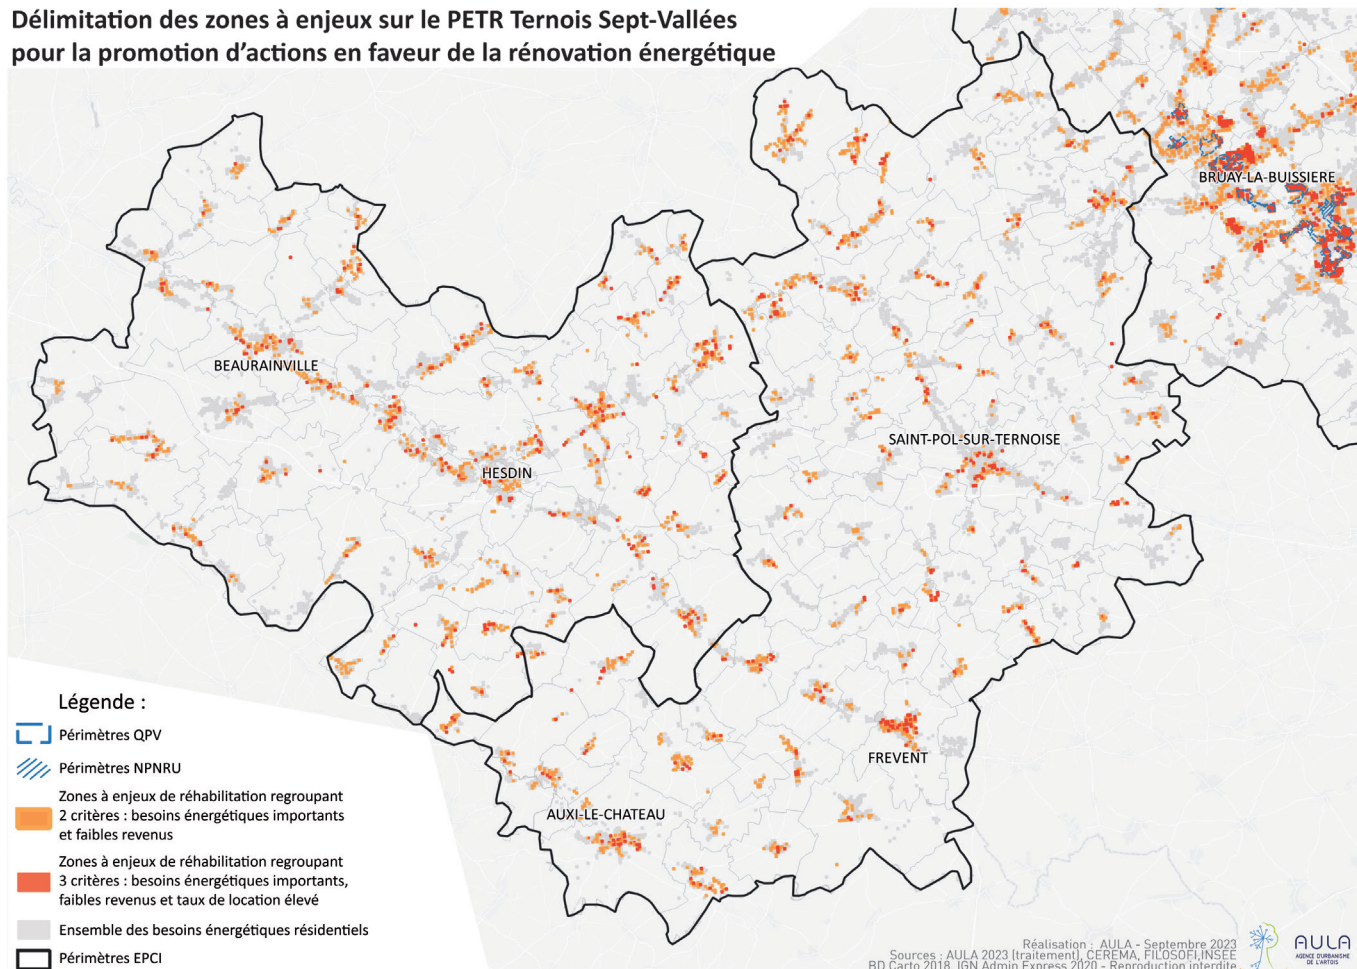 Délimitation des zones à enjeux sur le PETR Ternois Sept-Vallées
pour la promotion d’actions en faveur de la rénovation énergétique
BRUAY-LA-BUISSIERE
BEAURAINVILLE
SAINT-POL-SUR-TERNOISE
HESDIN
FREVENT
AUXI-LE-CHATEAU
Légende :
Périmètres QPV
Périmètres NPNRU
Zones à enjeux de réhabilitation regroupant
2 critères : besoins énergétiques importants
et faibles revenus
Zones à enjeux de réhabilitation regroupant
3 critères : besoins énergétiques importants,
faibles revenus et taux de location élevé
Ensemble des besoins énergétiques résidentiels
Périmètres EPCI
Réalisation : AULA - Septembre 2023
Sources : AULA 2023 (traitement), CEREMA, FILOSOFI,INSEE
BD Carto 2018, IGN Admin Express 2020 - Reproduction interdite
AULA
AGENCE D'URBANISME
DE L'ARTOIS